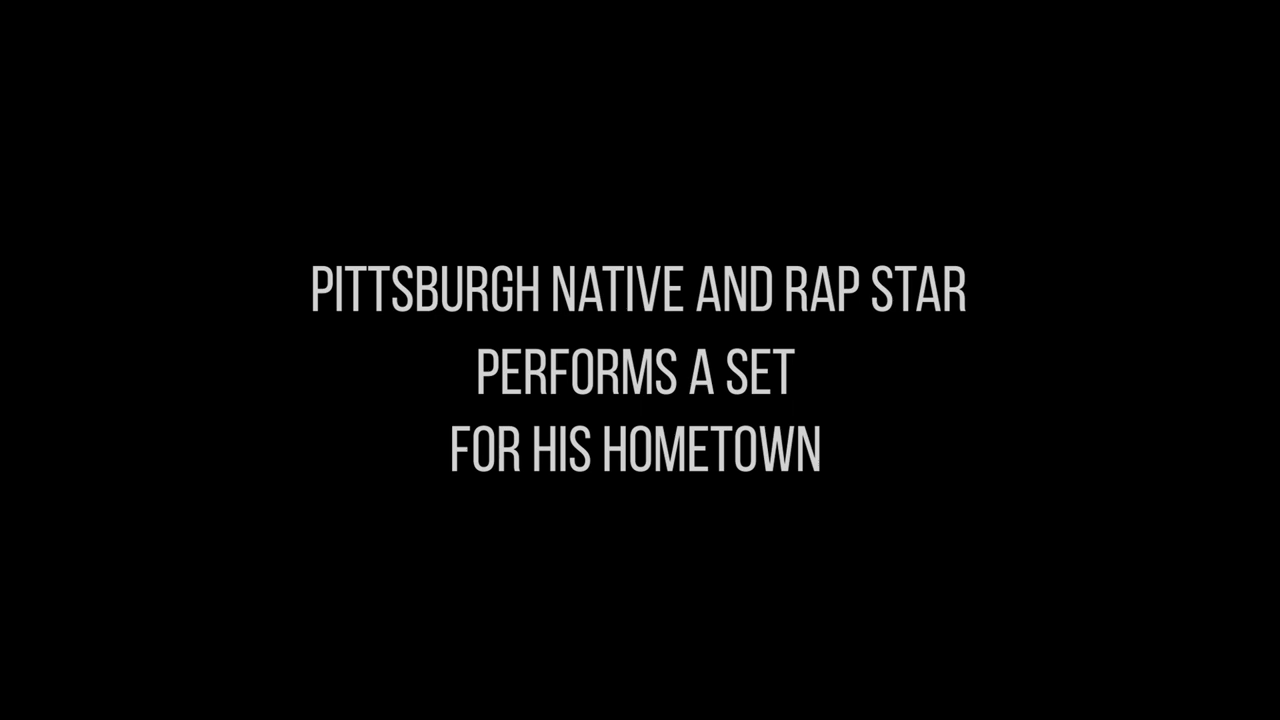 PITTSBURGH NATIVE AND RAP STAR
PERFORMS A SET
FOR HIS HOMETOWN